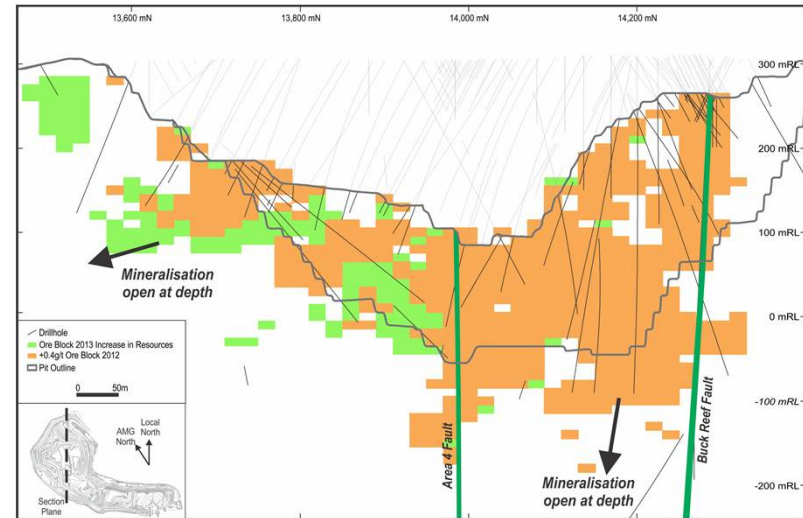 13,600 mN
13,800 mN
14,000 mN
14,200 mN
300 mRL
200 mRL
100 mRL
0 mRL
-100 mRL
-200 mRL
Mineralisation
open at depth
Mineralisation
open at depth
Area 4 Fault
Buck Reef Fault
Drillhole
Ore Block 2013 Increase in Resources
+0.4g/t Ore Block 2012
Pit Outline
0 50m
AMG
North
Local
North
Section
Plane